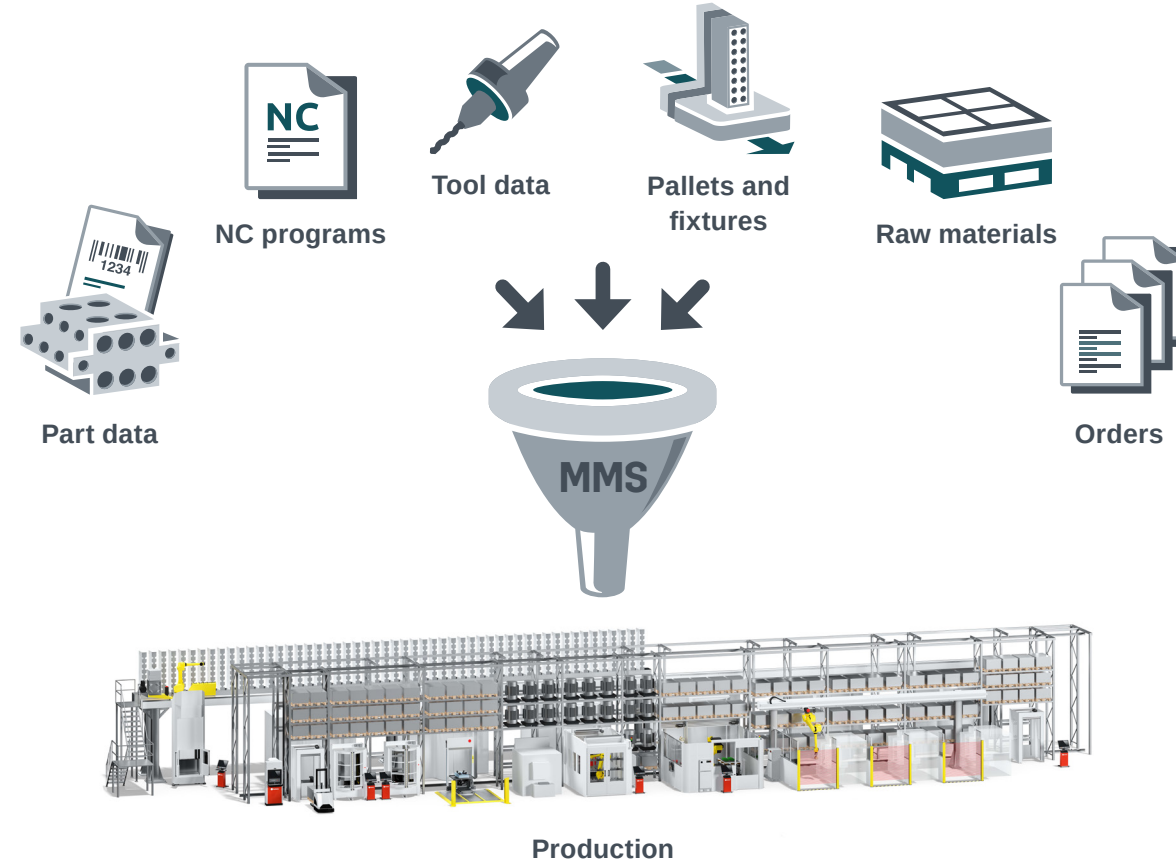 NC
Tool data
Pallets and
fixtures
NC programs
Raw materials
1234
Part data
Orders
MMS
Production